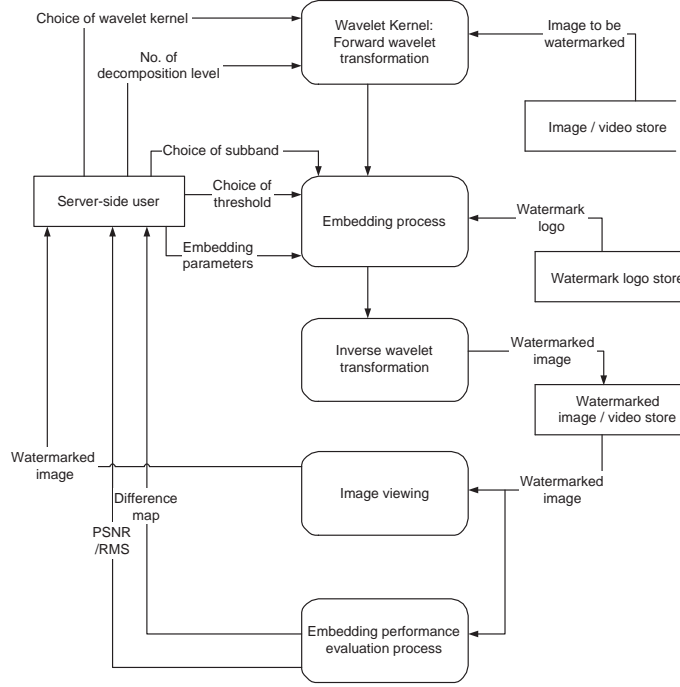 Choice of wavelet kernel
No. of
decomposition level
Wavelet Kernel:
Forward wavelet
transformation
Image to be
watermarked
Image / video store
Choice of subband
Server-side user
Choice of
threshold
Embedding
parameters
Embedding process
Watermark
logo
Watermark logo store
Inverse wavelet
transformation
Watermarked
image
Watermarked
image / video store
Watermarked
image
Image viewing
Watermarked
image
Difference
map
PSNR
/RMS
Embedding performance
evaluation process